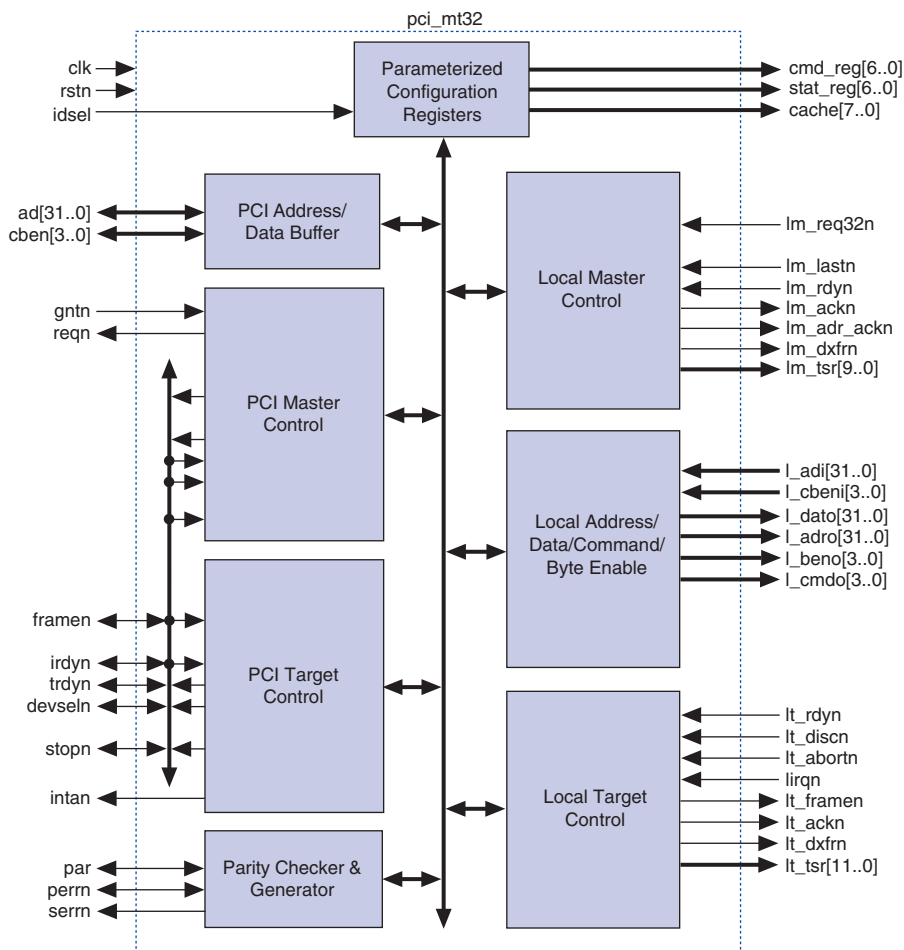 pci_mt32
clk
rstn
idsel
Parameterized
Configuration
Registers
cmd_reg[6..0]
stat_reg[6..0]
cache[7..0]
ad[31..0]
cben[3..0]
PCI Address/
Data Buffer
gntn
reqn
PCI Master
Control
Local Master
Control
lm_req32n
lm_lastn
lm_rdyn
lm_ackn
lm_adr_ackn
lm_dxfrn
lm_tsr[9..0]
Local Address/
Data/Command/
Byte Enable
l_adi[31..0]
l_cbeni[3..0]
l_dato[31..0]
l_adro[31..0]
l_beno[3..0]
l_cmdo[3..0]
framen
irdyn
trdyn
devseln
stopn
intan
PCI Target
Control
Local Target
Control
lt_rdyn
lt_discn
lt_abortn
lirqn
lt_framen
lt_ackn
lt_dxfrn
lt_tsr[11..0]
par
perrn
serrn
Parity Checker &
Generator